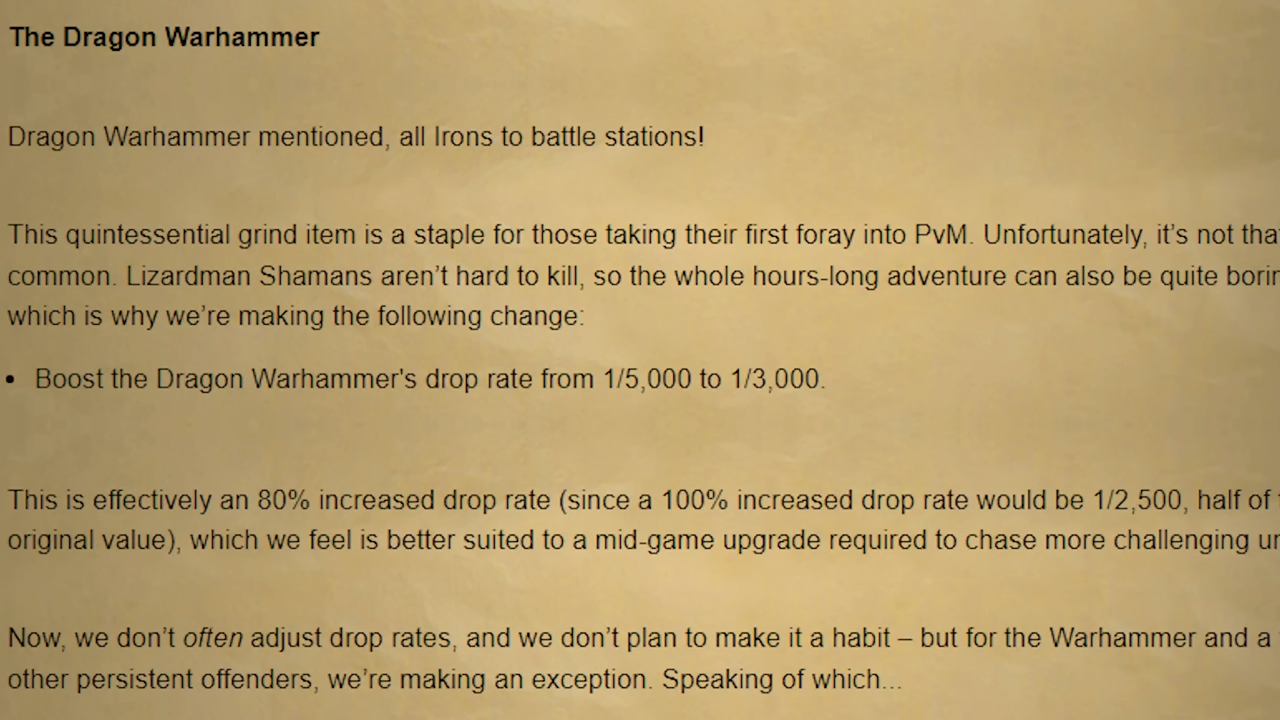 The Dragon Warhammer
Dragon Warhammer mentioned, all Irons to battle stations!
This quintessential grind item is a staple for those taking their first foray into PvM. Unfortunately, it’s not
common. Lizardman Shamans aren’t hard to kill, so the whole hours-long adventure can also be quite
which is why we’re making the following change:
• Boost the Dragon Warhammer's drop rate from 1/5,000 to 1/3,000.
This is effectively an 80% increased drop rate (since a 100% increased drop rate would be 1/2,500, half of
original value), which we feel is better suited to a mid-game upgrade required to chase more challenging
Now, we don’t often adjust drop rates, and we don’t plan to make it a habit – but for the Warhammer and a
other persistent offenders, we’re making an exception. Speaking of which...